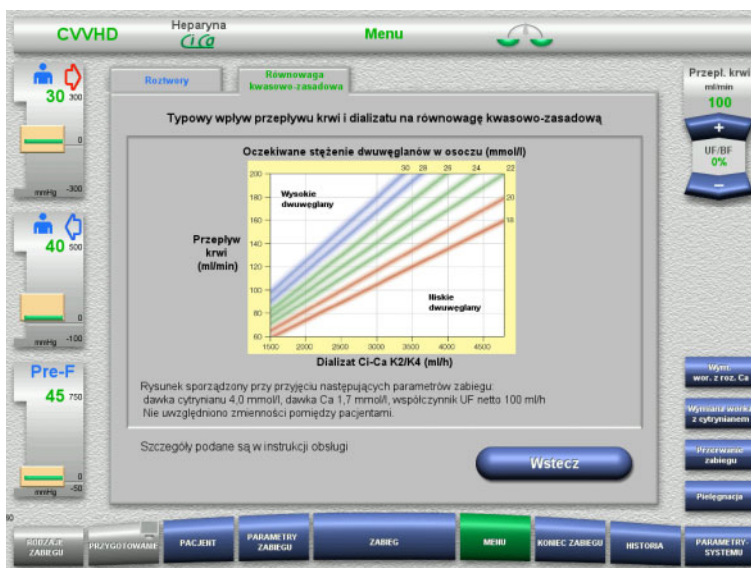 CVVHD
Heparyna
CiCa
Menu
30
300
0
mmHg
-300
40
500
0
mmHg
-100
Pre-F
45
750
0
mmHg
-50
Roztwory
Równowaga
kwasowo-zasadowa
Typowy wpływ przepływu krwi i dializatu na równowagę kwasowo-zasadową
Oczekiwane stężenie dwuwęglanów w osoczu (mmol/l)
30 28 26 24 22
200
180
160
140
120
100
80
60
20
18
Wysokie
dwuwęglany
Niskie
dwuwęglany
Przepływ
krwi
(ml/min)
1500 2000 2500 3000 3500 4000 4500
Dializat Ci-Ca K2/K4 (ml/h)
Rysunek sporządzony przy przyjęciu następujących parametrów zabiegu:
dawka cytrynianu 4,0 mmol/l, dawka Ca 1,7 mmol/l, współczynnik UF netto 100 ml/h
Nie uwzględniono zmienności pomiędzy pacjentami.
Szczegóły podane są w instrukcji obsługi
Wstecz
Przepl. krwi
ml/min
100
+
UF/BF
0%
−
Wym.
wor. z roz. Ca
Wymiana worka
z cytrynianem
Przerwanie
zabiegu
Pielęgnacja
RODZAJE
ZABIEGU
PRZYGOTOWANIE
PACJENT
PARAMETRY
ZABIEGU
ZABIEG
MENU
KONIEC ZABIEGU
HISTORIA
PARAMETRY-
SYSTEMU